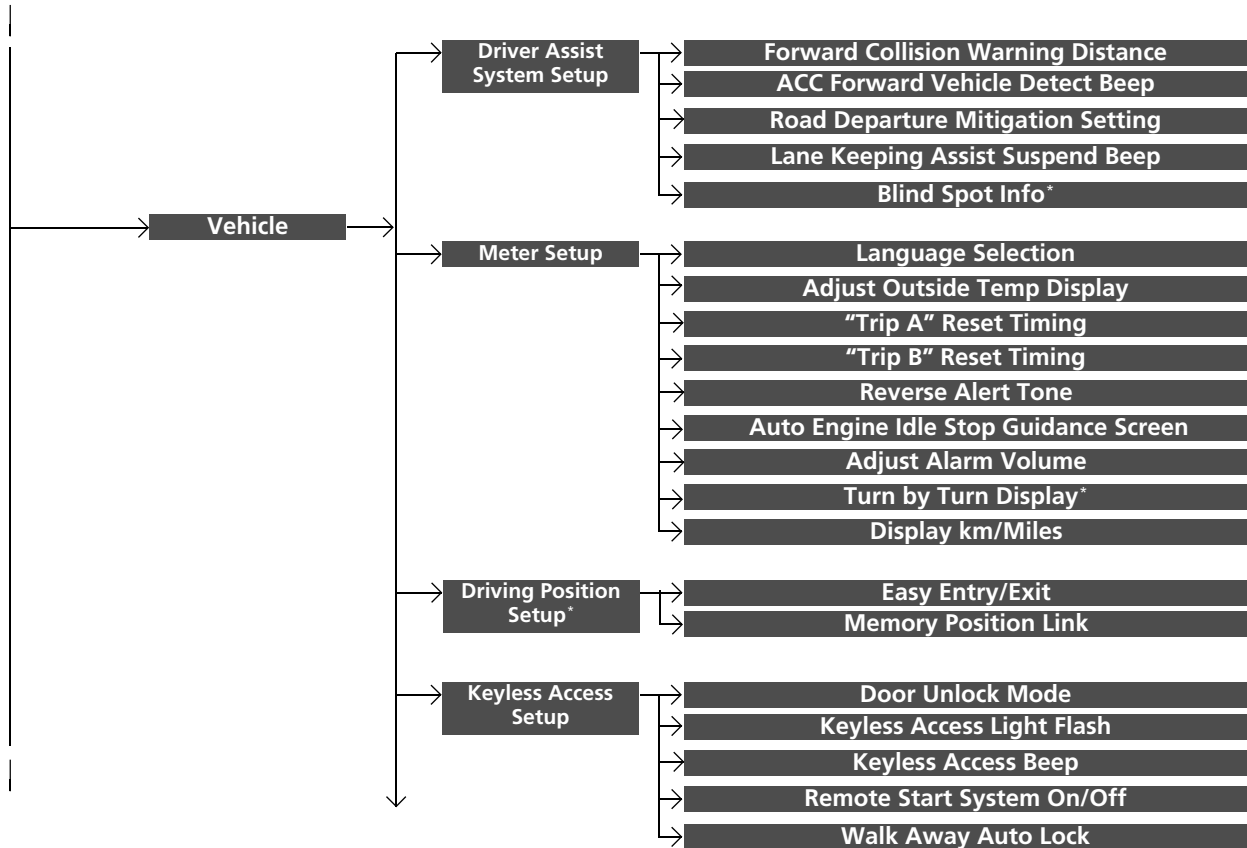 Vehicle
Driver Assist
System Setup
Forward Collision Warning Distance
ACC Forward Vehicle Detect Beep
Road Departure Mitigation Setting
Lane Keeping Assist Suspend Beep
Blind Spot Info*
Meter Setup
Language Selection
Adjust Outside Temp Display
“Trip A” Reset Timing
“Trip B” Reset Timing
Reverse Alert Tone
Auto Engine Idle Stop Guidance Screen
Adjust Alarm Volume
Turn by Turn Display*
Display km/Miles
Driving Position
Setup*
Easy Entry/Exit
Memory Position Link
Keyless Access
Setup
Door Unlock Mode
Keyless Access Light Flash
Keyless Access Beep
Remote Start System On/Off
Walk Away Auto Lock